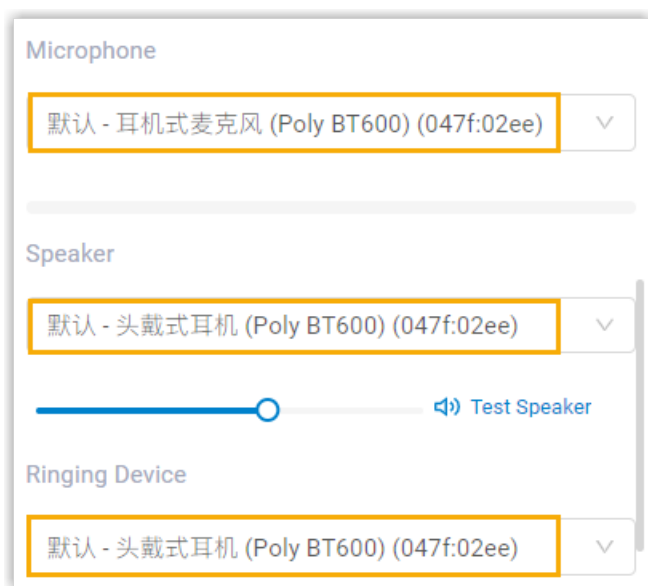 Microphone
默认 - 耳机式麦克风 (Poly BT600) (047f:02ee)
Speaker
默认 - 头戴式耳机 (Poly BT600) (047f:02ee)
Test Speaker
Ringing Device
默认 - 头戴式耳机 (Poly BT600) (047f:02ee)